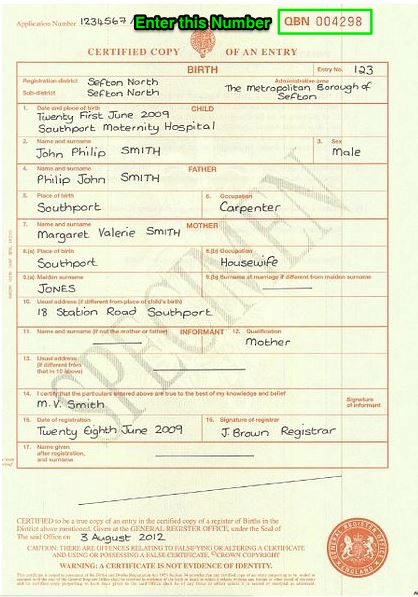 Application Number 1234567/ Enter this Number QBN 004298
CERTIFIED COPY OF AN ENTRY
BIRTH Entry No. 123
Registration district Sefton North Administrative area
Sub-district Sefton North The Metropolitan Borough of Sefton
1. Date and place of birth CHILD
Twenty First June 2009
Southport Maternity Hospital
2. Name and surname 3. Sex
John Philip SMITH Male
4. Name and surname FATHER
Philip John SMITH
5. Place of birth 6. Occupation
Southport Carpenter
7. Name and surname MOTHER
Margaret Valerie SMITH
8.(a) Place of birth 8.(b) Occupation
Southport Housewife
9.(a) Maiden surname 9.(b) Surname at marriage if different from maiden surname
JONES
10. Usual address (if different from place of child's birth)
18 Station Road Southport
11. Name and surname (if not the mother or father) INFORMANT 12. Qualification
Mother
13. Usual address
(if different from
that in 10 above)
14. I certify that the particulars entered above are true to the best of my knowledge and belief
M.V. Smith Signature
of informant
15. Date of registration 16. Signature of registrar
Twenty Eighth June 2009 J Brown Registrar
17. Name given
after registration,
and surname
SPECIMEN
CERTIFIED to be a true copy of an entry in the certified copy of a register of Births in the
District above mentioned. Given at the GENERAL REGISTER OFFICE, under the Seal of
The said Office on 3 August 2012
CAUTION: THERE ARE OFFENCES RELATING TO FALSIFYING OR ALTERING A CERTIFICATE
AND USING OR POSSESSING A FALSE CERTIFICATE. ©CROWN COPYRIGHT
WARNING: A CERTIFICATE IS NOT EVIDENCE OF IDENTITY.
GENERAL REGISTER OFFICE
ENGLAND